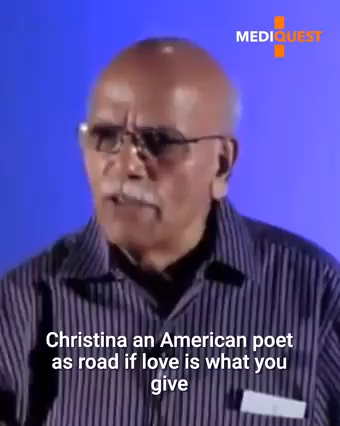 MEDIQUEST
Christina an American poet
as road if love is what you
give